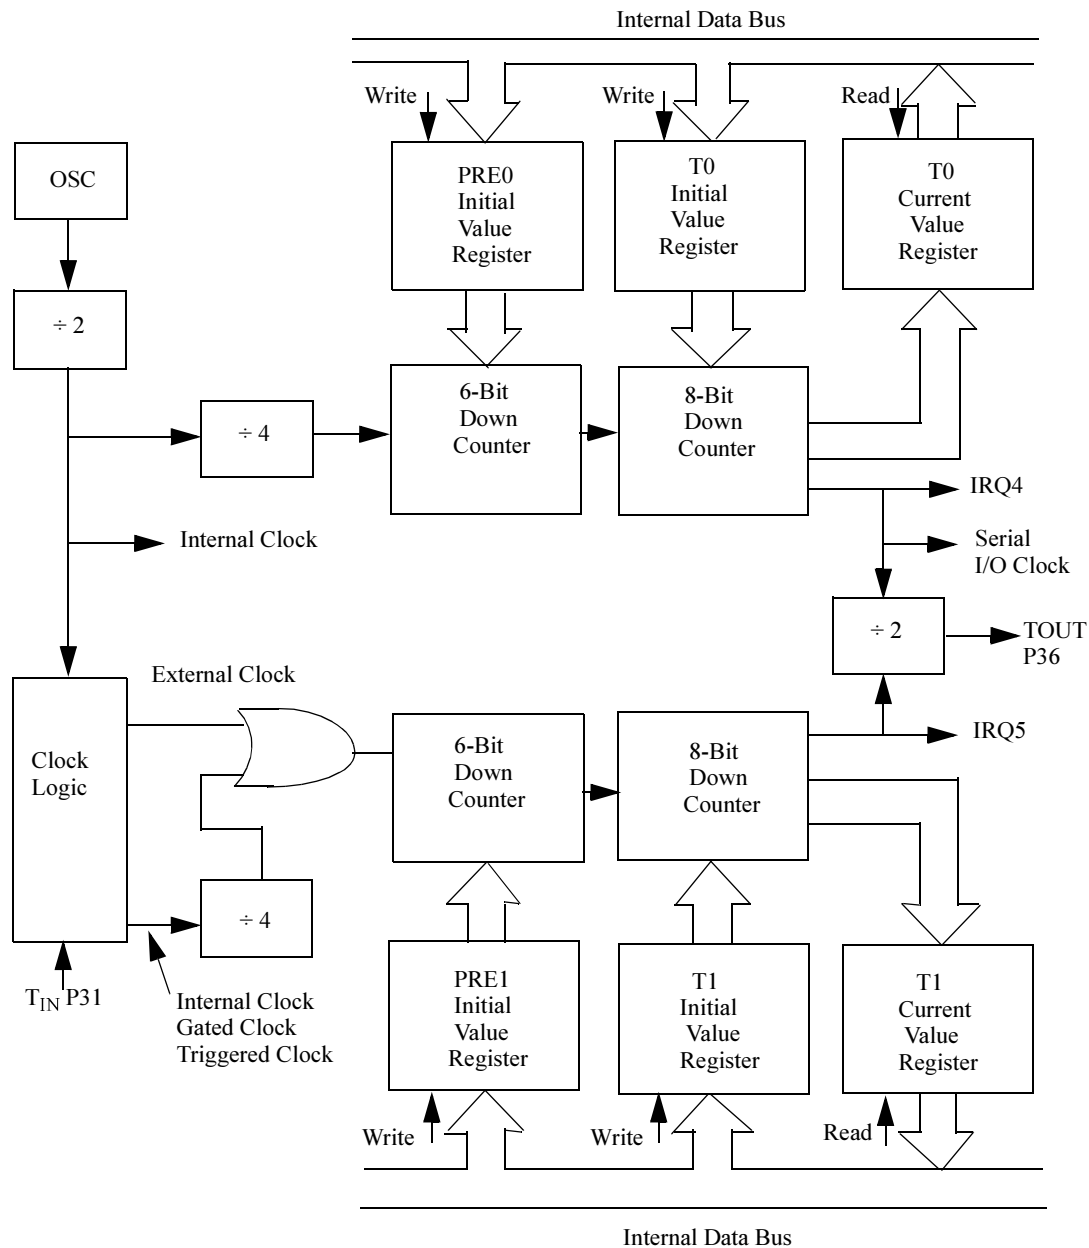 Internal Data Bus
Write
Write
Read
OSC
PRE0
Initial
Value
Register
T0
Initial
Value
Register
T0
Current
Value
Register
÷ 2
÷ 4
6-Bit
Down
Counter
8-Bit
Down
Counter
IRQ4
Internal Clock
Serial
I/O Clock
÷ 2
TOUT
P36
External Clock
Clock
Logic
6-Bit
Down
Counter
8-Bit
Down
Counter
IRQ5
÷ 4
TIN P31
Internal Clock
Gated Clock
Triggered Clock
PRE1
Initial
Value
Register
T1
Initial
Value
Register
T1
Current
Value
Register
Write
Write
Read
Internal Data Bus